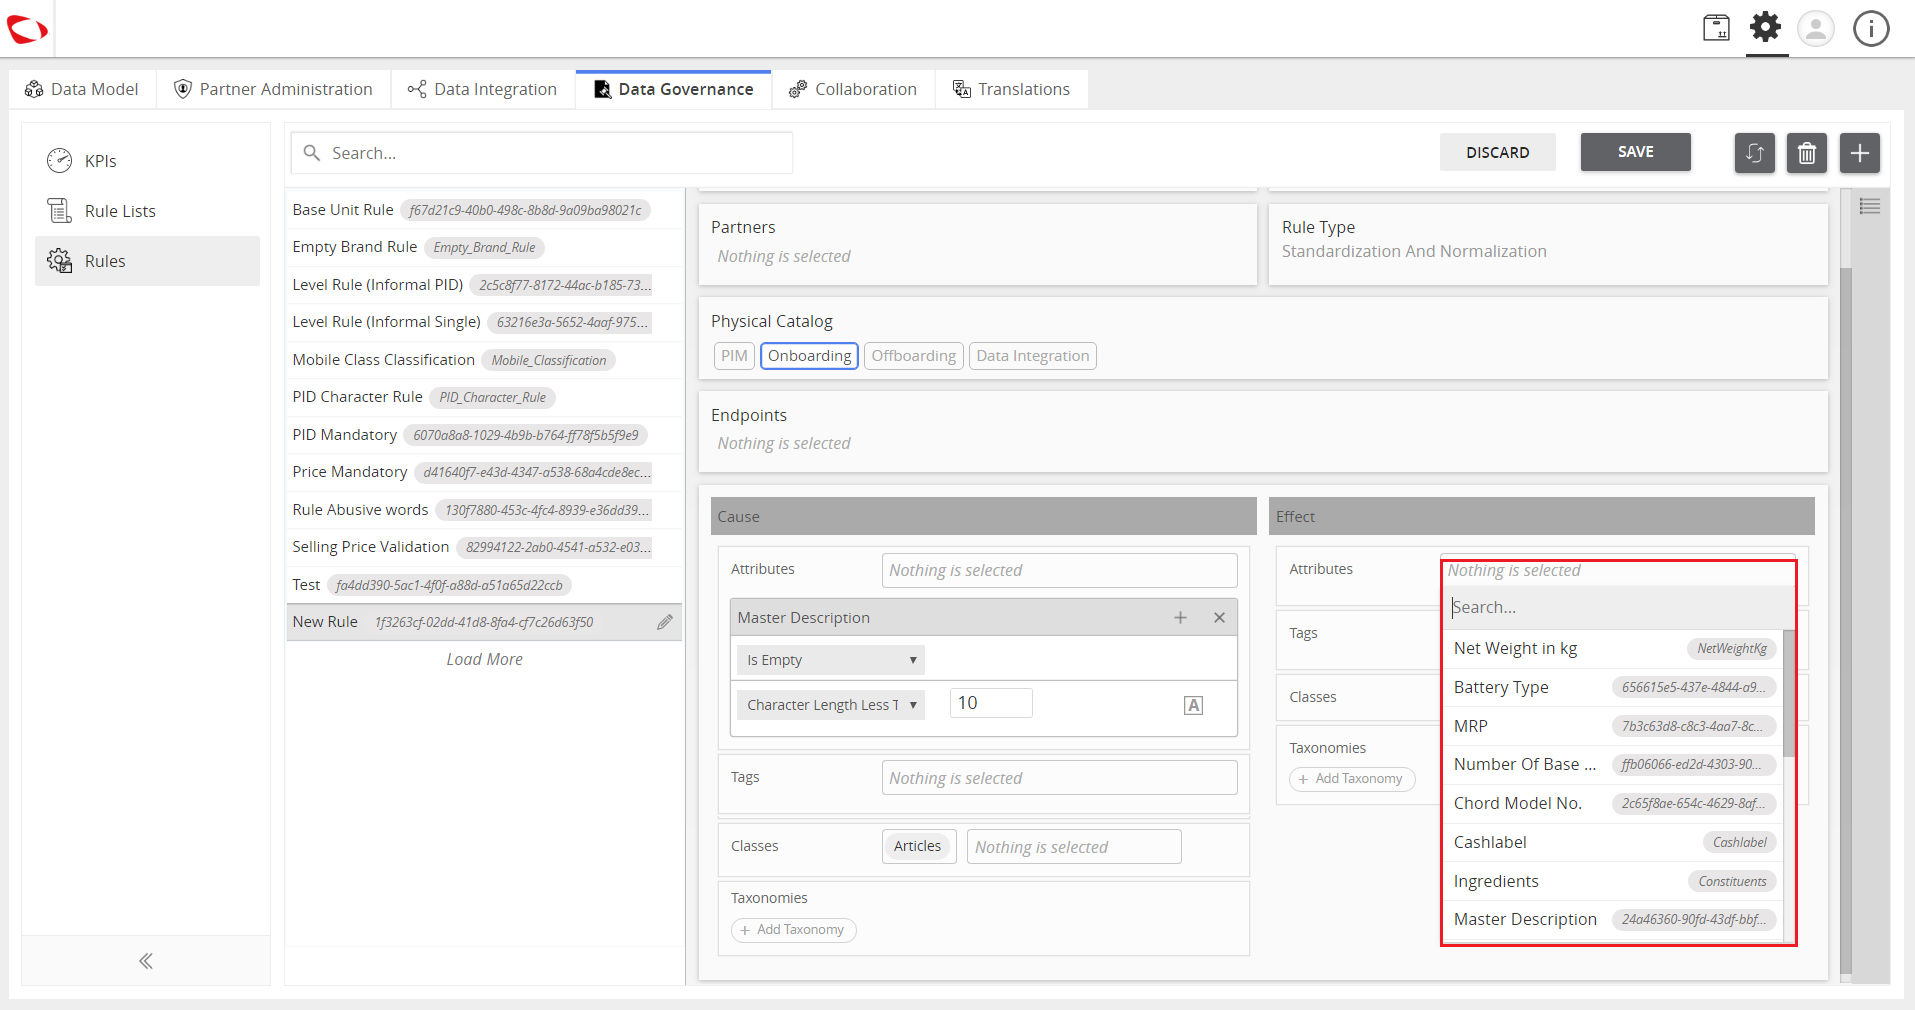 Data Model
Partner Administration
Data Integration
Data Governance
Collaboration
Translations
KPIs
Rule Lists
Rules
Search...
DISCARD
SAVE
Base Unit Rule f67d21c9-40b0-498c-8b8d-9a09ba98021c
Empty Brand Rule Empty_Brand_Rule
Level Rule (Informal PID) 2c5c8f77-8172-44ac-b185-73...
Level Rule (Informal Single) 63216e3a-5652-4aaf-975...
Mobile Class Classification Mobile_Classification
PID Character Rule PID_Character_Rule
PID Mandatory 6070a8a8-1029-4b9b-b764-ff78f5b5f9e9
Price Mandatory d41640f7-e43d-4347-a538-68a4cde8ec...
Rule Abusive words 130f7880-453c-4fc4-8939-e36dd39...
Selling Price Validation 82994122-2ab0-4541-a532-e03...
Test fa4dd390-5ac1-4f0f-a88d-a51a65d22ccb
New Rule 1f3263cf-02dd-41d8-8fa4-cf7c26d63f50
Load More
Partners
Nothing is selected
Rule Type
Standardization And Normalization
Physical Catalog
PIM Onboarding Offboarding Data Integration
Endpoints
Nothing is selected
Cause
Attributes Nothing is selected
Master Description
Is Empty
Character Length Less T 10
A
Tags Nothing is selected
Classes Articles Nothing is selected
Taxonomies
+ Add Taxonomy
Effect
Attributes Nothing is selected
Tags
Classes
Taxonomies
+ Add Taxonomy
Search...
Net Weight in kg NetWeightKg
Battery Type 656615e5-437e-4844-a9...
MRP 7b3c63d8-c8c3-4aa7-8c...
Number Of Base ... ffb06066-ed2d-4303-90...
Chord Model No. 2c65f8ae-654c-4629-8af...
Cashlabel Cashlabel
Ingredients Constituents
Master Description 24a46360-90fd-43df-bbf...